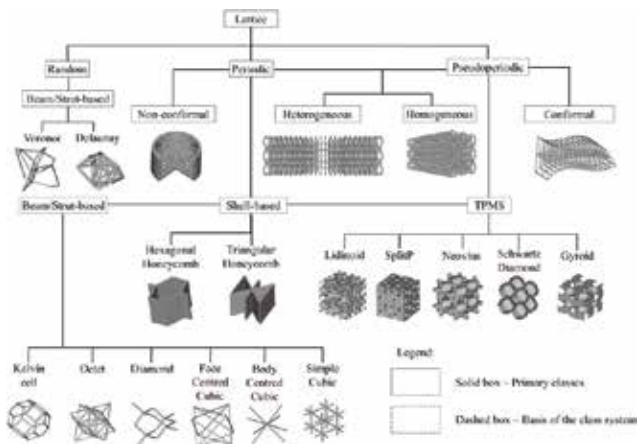 Lattice
Random
Periodic
Pseudoperiodic
Beam/Strut-based
Non-conformal
Heterogeneous
Homogeneous
Conformal
Voronoi
Delaunay
Beam/Strut-based
Shell-based
TPMS
Hexagonal
Honeycomb
Triangular
Honeycomb
Lidinoid
SplitP
Neovius
Schwartz
Diamond
Gyroid
Kelvin
cell
Octet
Diamond
Face
Centred
Cubic
Body
Centred
Cubic
Simple
Cubic
Legend:
Solid box – Primary classes
Dashed box – Basis of the class system